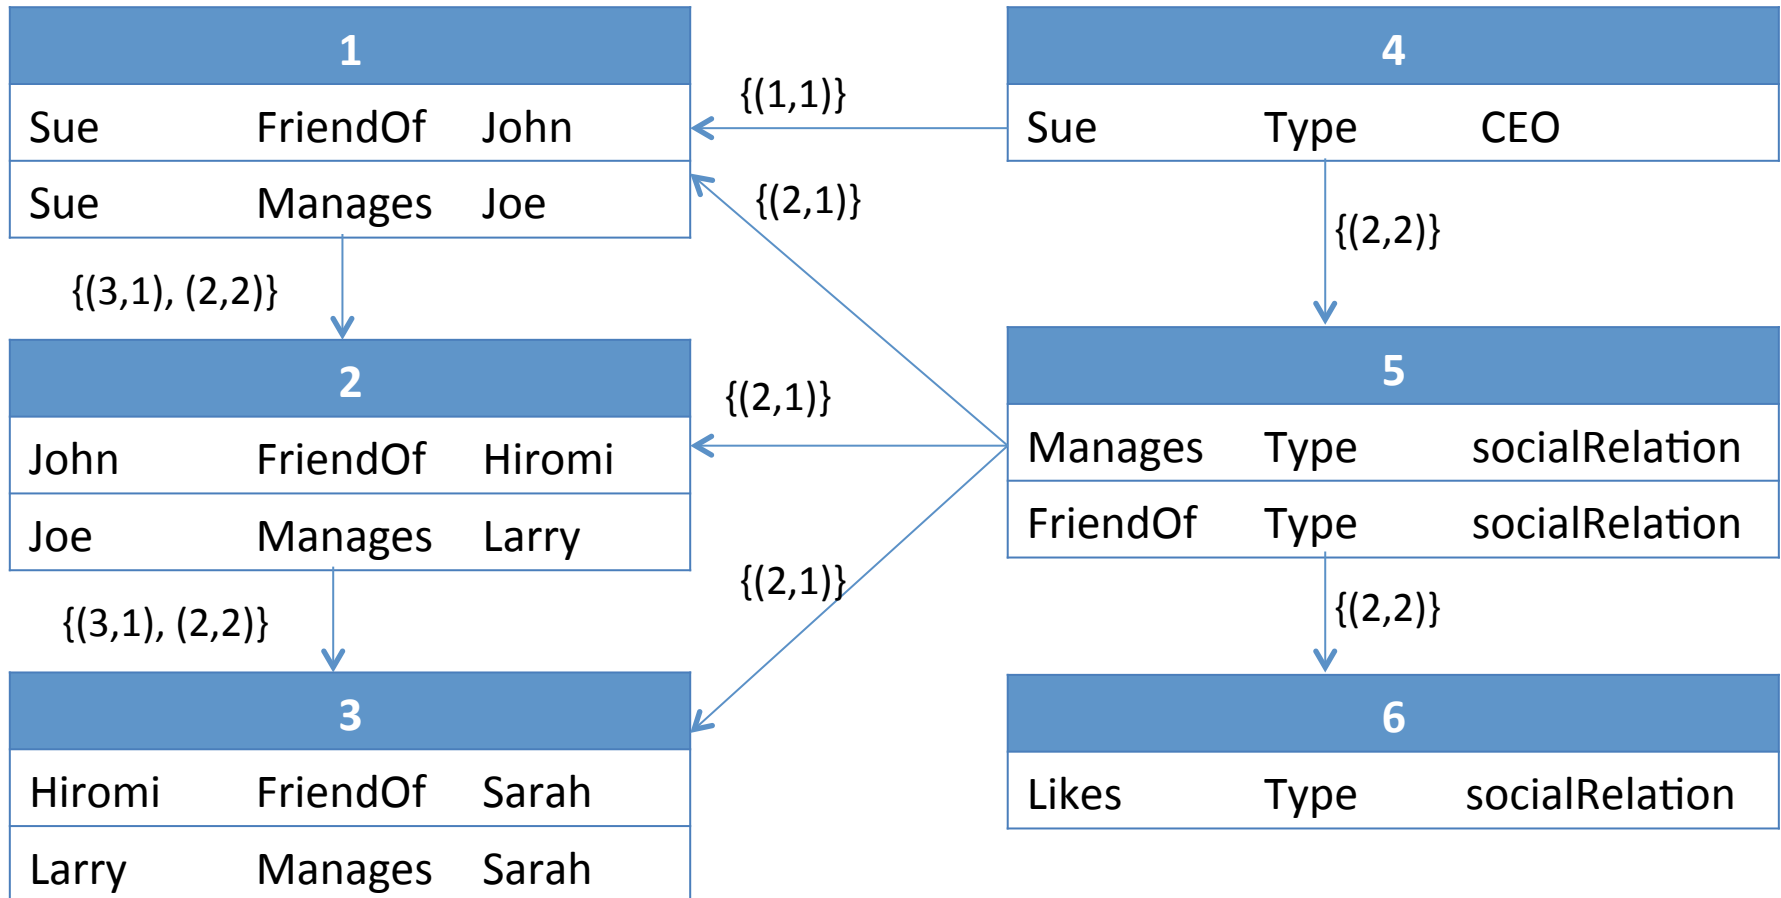 1
Sue FriendOf John
Sue Manages Joe
{(3,1), (2,2)}
2
John FriendOf Hiromi
Joe Manages Larry
{(3,1), (2,2)}
3
Hiromi FriendOf Sarah
Larry Manages Sarah
{(1,1)}
{(2,1)}
{(2,1)}
{(2,1)}
4
Sue Type CEO
{(2,2)}
5
Manages Type socialRelation
FriendOf Type socialRelation
{(2,2)}
6
Likes Type socialRelation